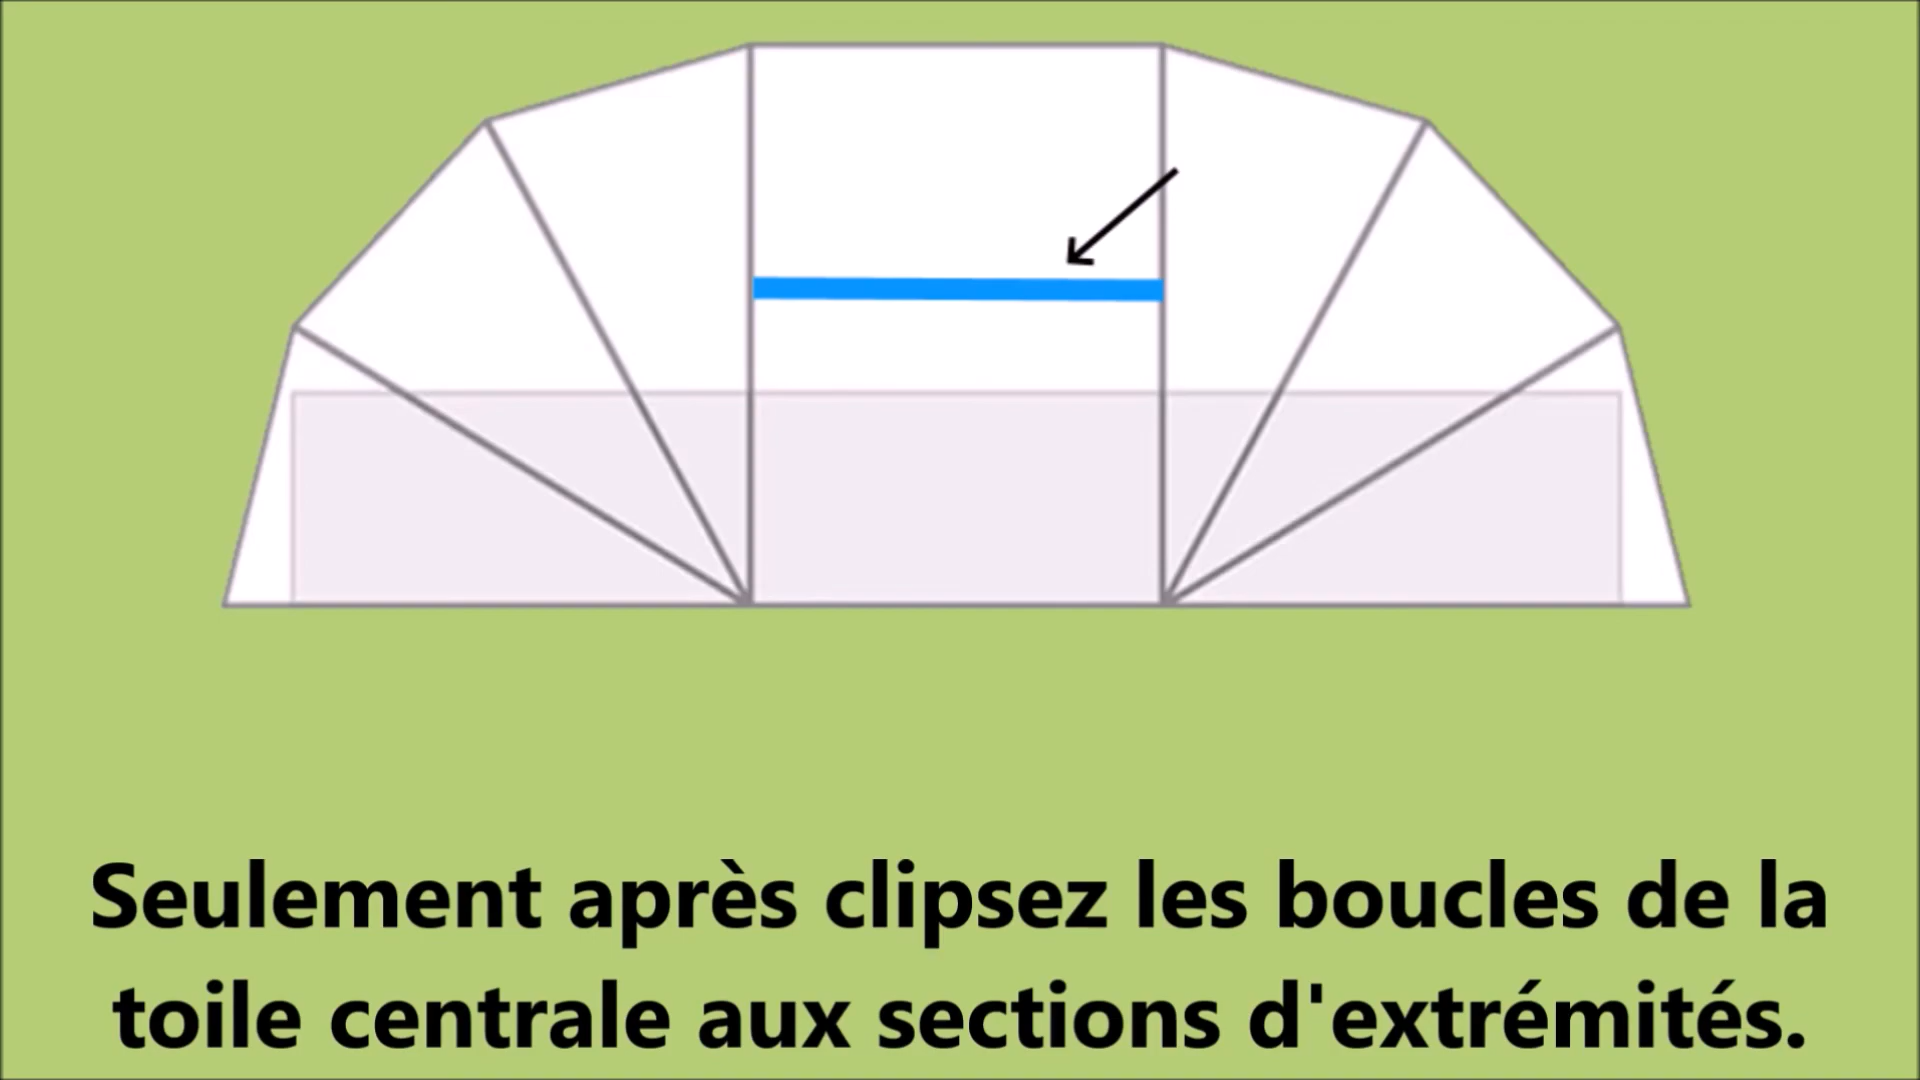 Seulement après clipsez les boucles de la
toile centrale aux sections d'extrémités.